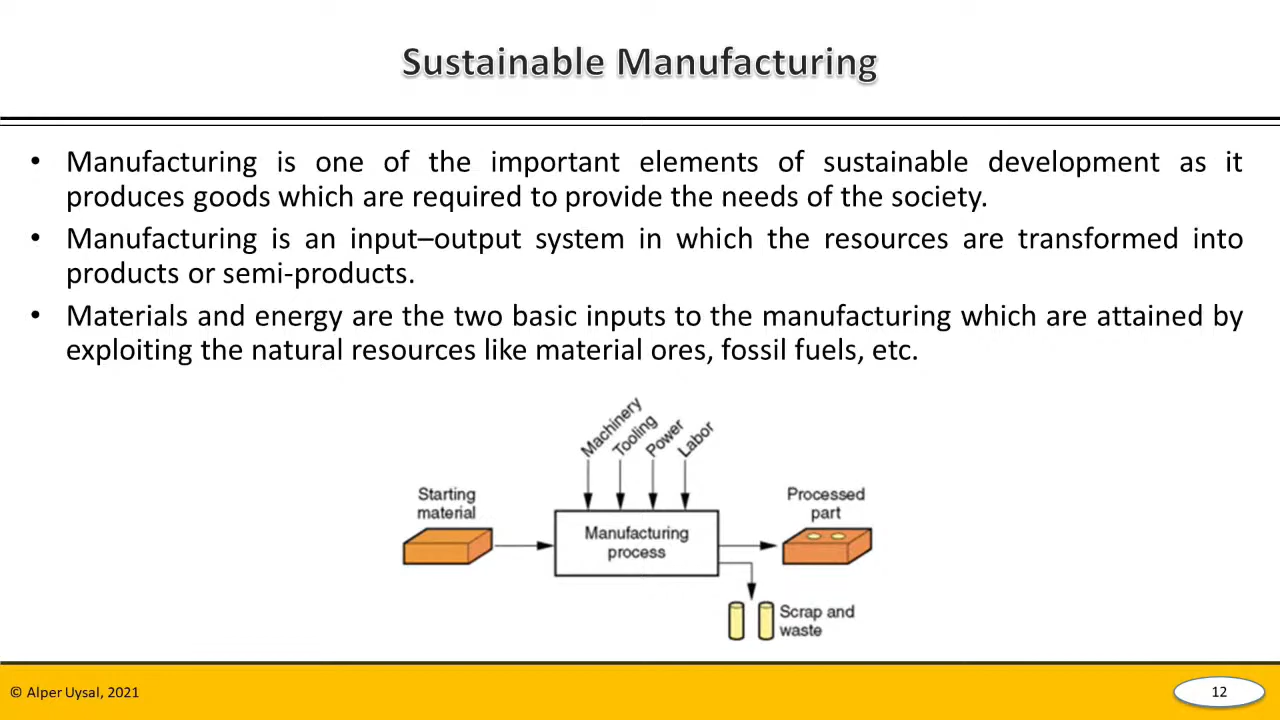 Sustainable Manufacturing
• Manufacturing is one of the important elements of sustainable development as it
produces goods which are required to provide the needs of the society.
• Manufacturing is an input–output system in which the resources are transformed into
products or semi-products.
• Materials and energy are the two basic inputs to the manufacturing which are attained by
exploiting the natural resources like material ores, fossil fuels, etc.
Machinery
Tooling
Power
Labor
Starting
material
Manufacturing
process
Processed
part
Scrap and
waste
© Alper Uysal, 2021
12